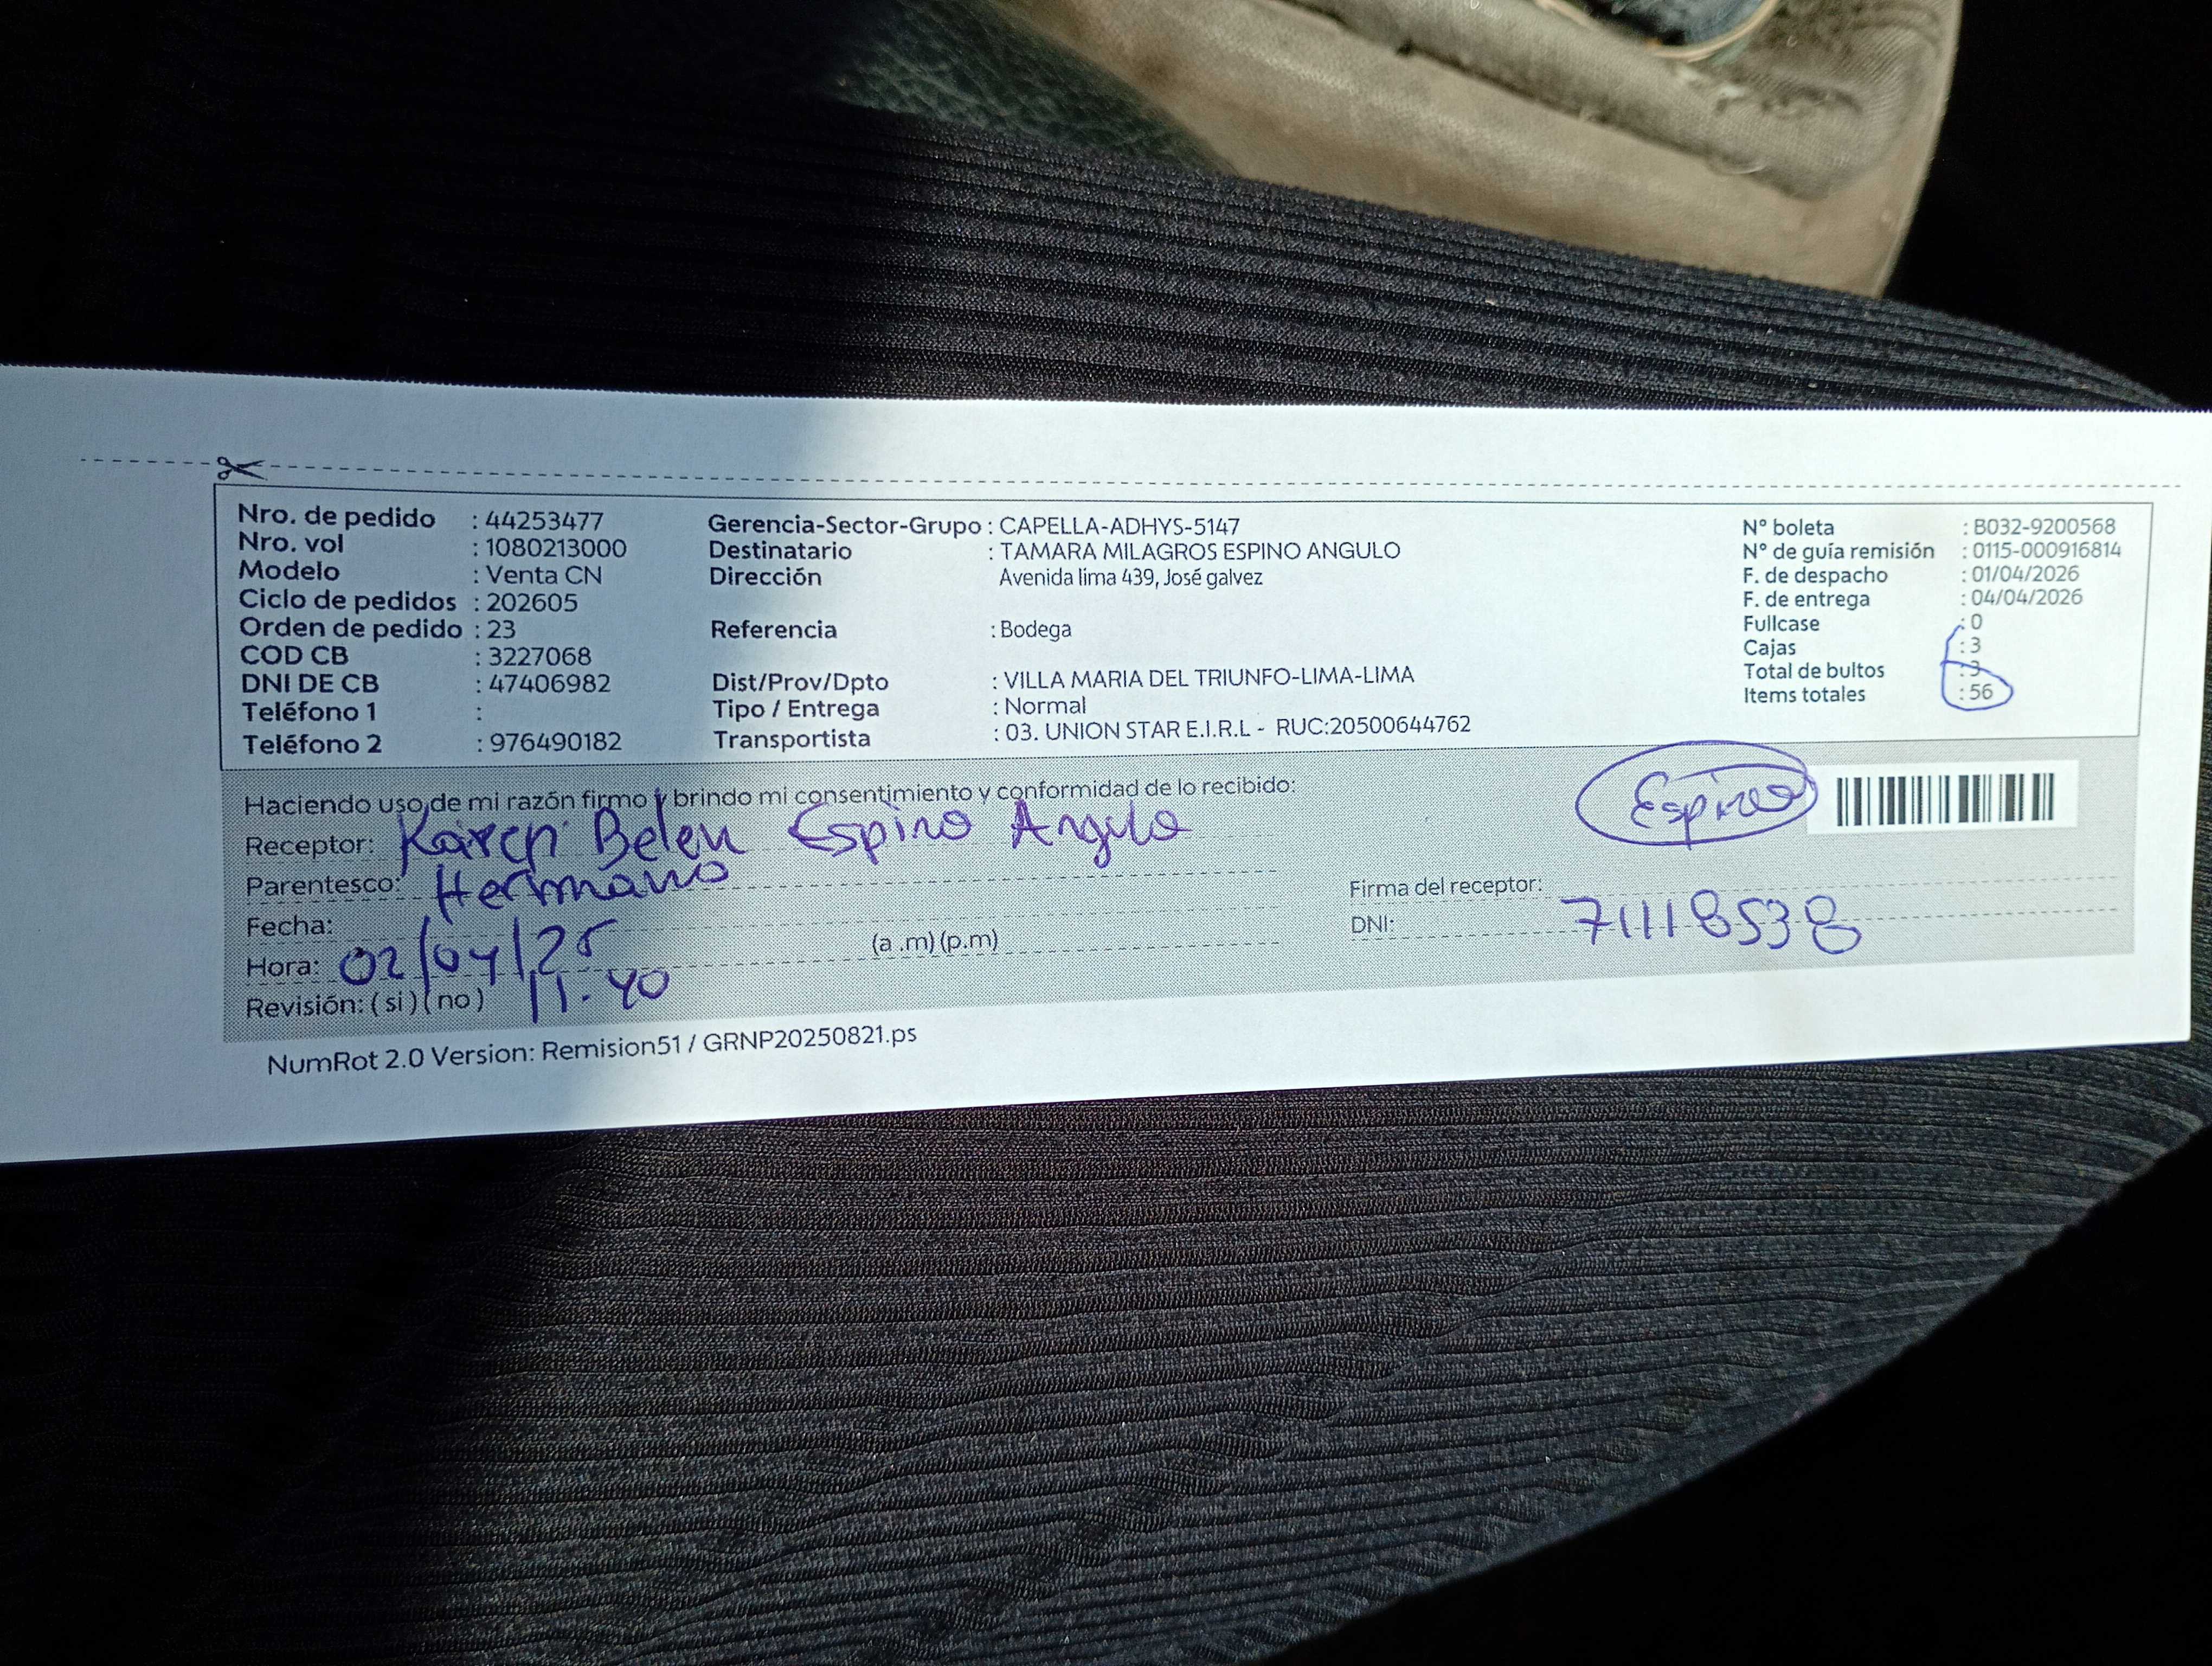 Nro. de pedido : 44253477
Nro. vol : 1080213000
Modelo : Venta CN
Ciclo de pedidos : 202605
Orden de pedido : 23
COD CB : 3227068
DNI DE CB : 47406982
Teléfono 1 :
Teléfono 2 : 976490182
Gerencia-Sector-Grupo : CAPELLA-ADHYS-5147
Destinatario : TAMARA MILAGROS ESPINO ANGULO
Dirección Avenida lima 439, José galvez
Referencia : Bodega
Dist/Prov/Dpto : VILLA MARIA DEL TRIUNFO-LIMA-LIMA
Tipo / Entrega : Normal
Transportista : 03. UNION STAR E.I.R.L - RUC:20500644762
N° boleta : B032-9200568
N° de guía remisión : 0115-000916814
F. de despacho : 01/04/2026
F. de entrega : 04/04/2026
Fullcase : 0
Cajas : 3
Total de bultos : 3
Items totales : 56
Haciendo uso de mi razón firmo y brindo mi consentimiento y conformidad de lo recibido:
Receptor: Karen Belen Espino Angulo
Parentesco: Hermano
Fecha:
Hora: 02/04/25 (a .m) (p.m)
Revisión: ( si ) ( no ) 11.40
Espino
Firma del receptor:
DNI: 71118538
NumRot 2.0 Version: Remision51 / GRNP20250821.ps